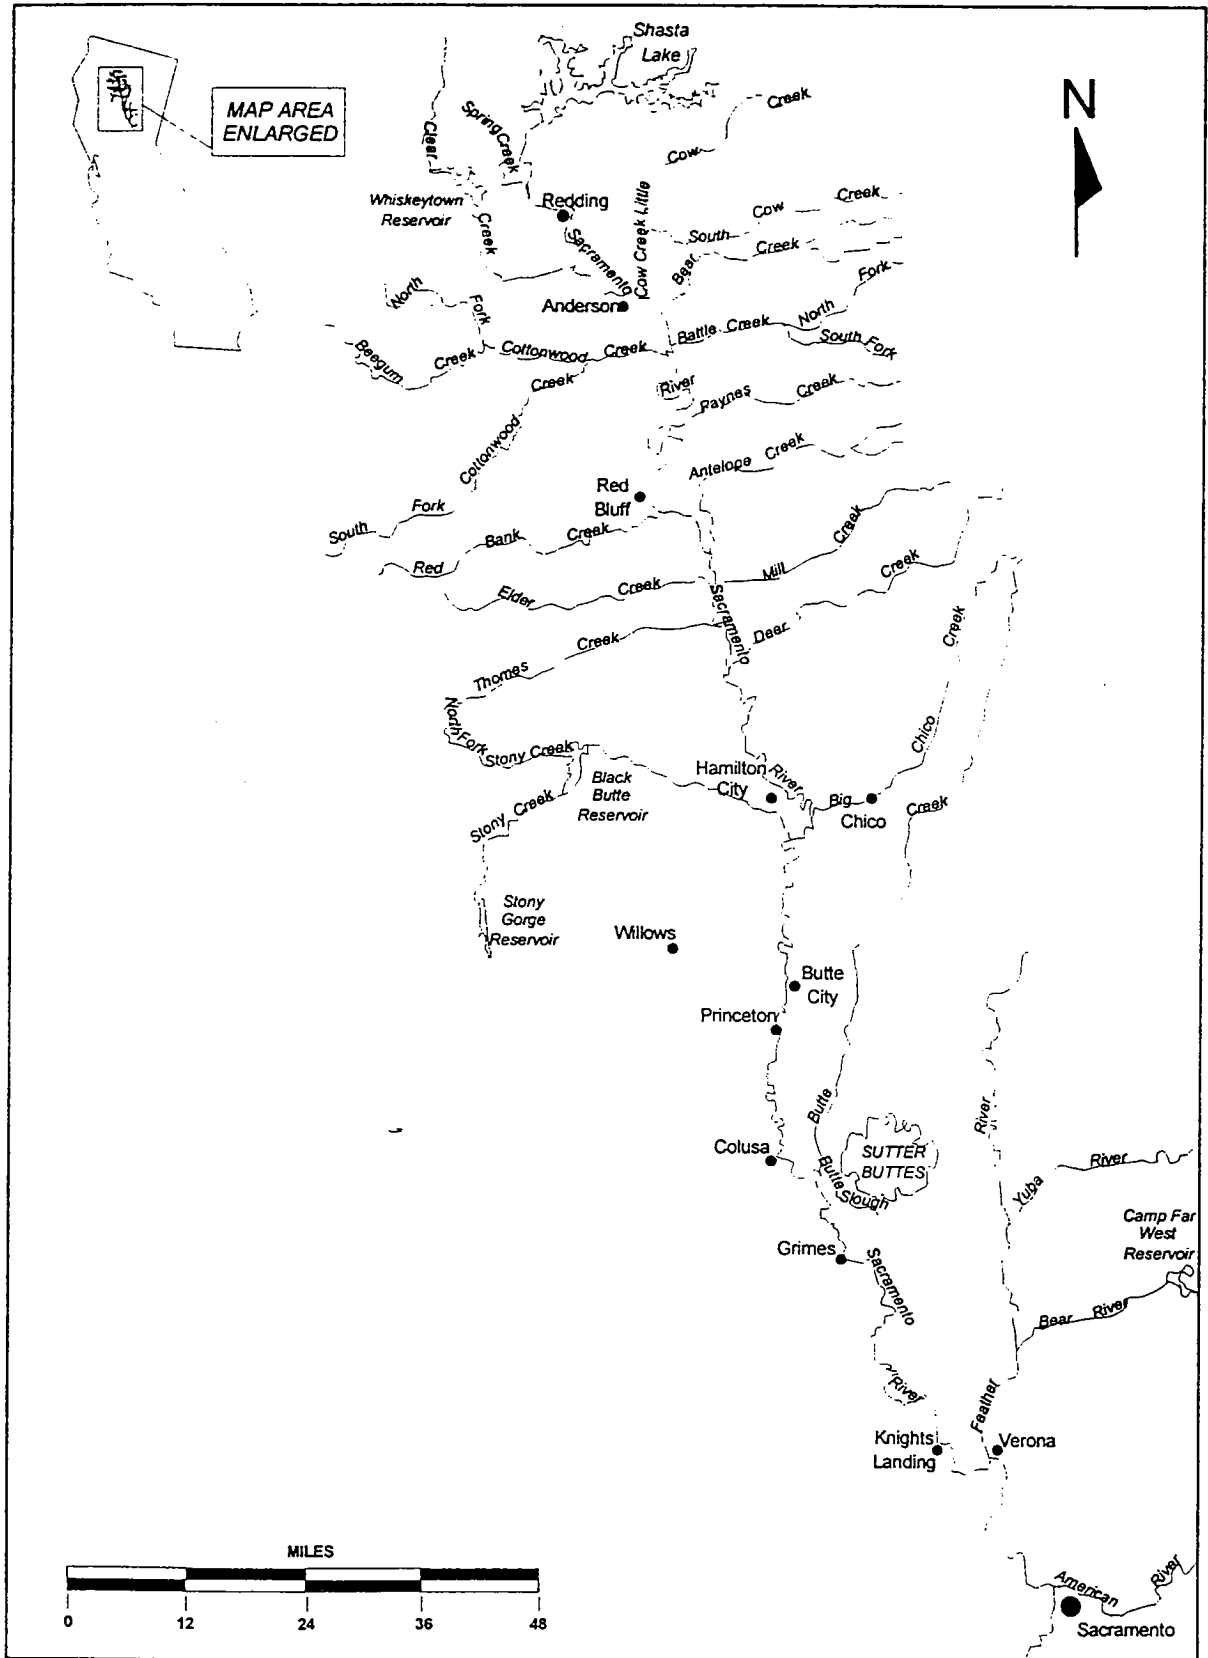 Shasta
Lake
MAP AREA
ENLARGED
N
Spring Creek
Clear
Creek
Cow
Creek
Whiskeytown
Reservoir
Redding
Creek
Sacramento
Cow Creek Little
South
Cow
Creek
Bear
Creek
North
Fork
Anderson
Battle Creek
North
Fork
South Fork
Beegum
Creek
Cottonwood
Creek
Creek
River
Paynes
Creek
Cottonwood
Antelope
Creek
Red
Bluff
South
Fork
Red
Bank
Creek
Creek
Mill
Elder
Creek
Creek
Sacramento
Deer
Creek
Thomes
Creek
North Fork
Stony Creek
Chico
Black
Butte
Reservoir
Hamilton
City
River
Big
Chico
Creek
Stony Creek
Stony
Gorge
Reservoir
Willows
Butte
City
Princeton
Butte
River
Colusa
SUTTER
BUTTES
Butte
Slough
Yuba
River
Camp Far
West
Reservoir
Grimes
Sacramento
Bear
River
River
Feather
Knights
Landing
Verona
MILES
0 12 24 36 48
American
River
Sacramento